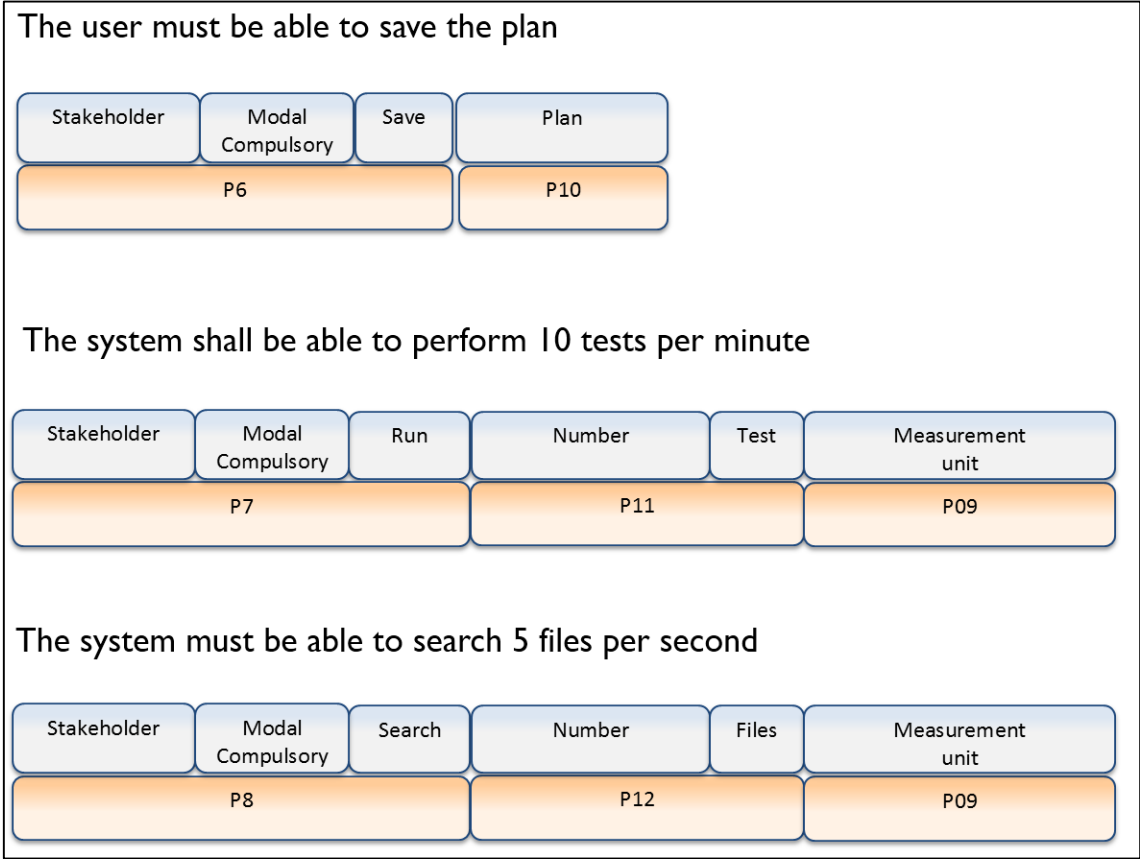 The user must be able to save the plan
Stakeholder Modal Compulsory Save Plan
P6 P10
The system shall be able to perform 10 tests per minute
Stakeholder Modal Compulsory Run Number Test Measurement unit
P7 P11 P09
The system must be able to search 5 files per second
Stakeholder Modal Compulsory Search Number Files Measurement unit
P8 P12 P09